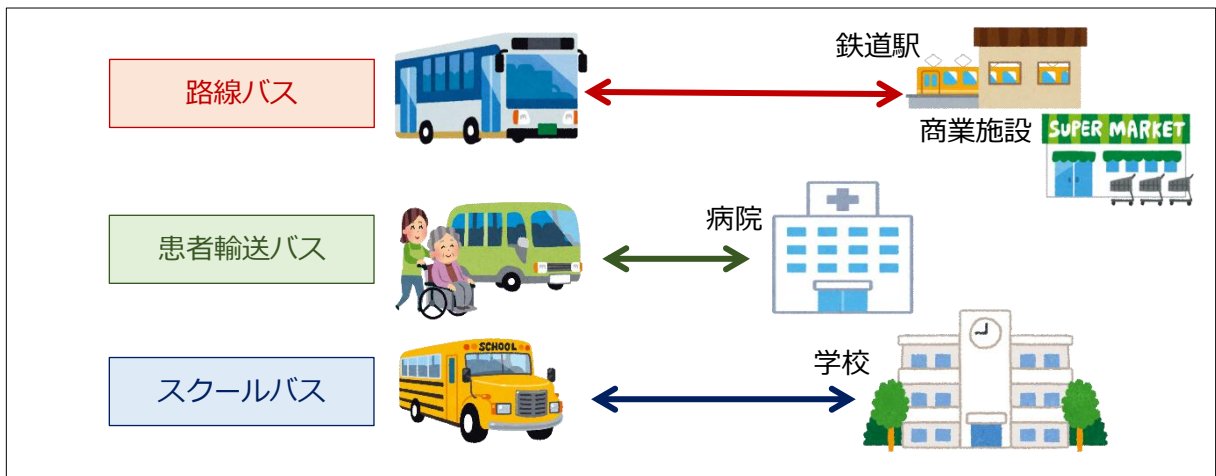 路線バス
鉄道駅
商業施設
SUPER MARKET
患者輸送バス
病院
スクールバス
SCHOOL
学校